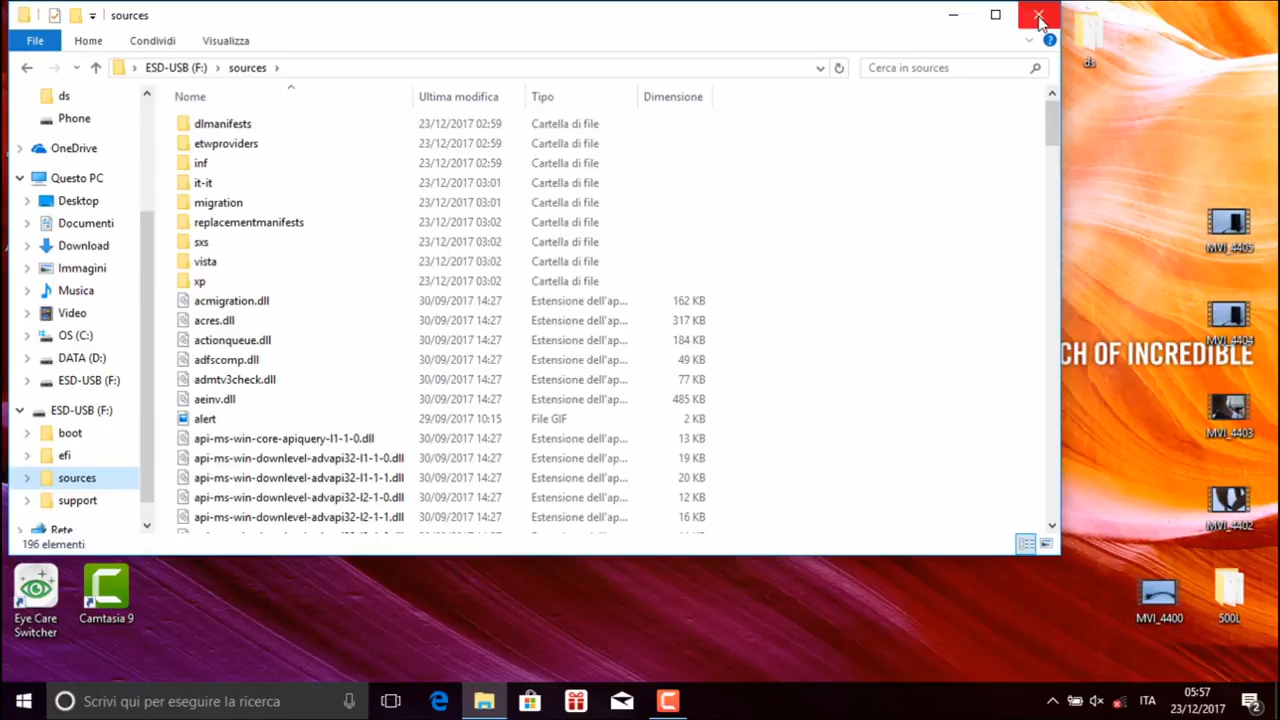 sources
File Home Condividi Visualizza
ESD-USB (F:) sources Cerca in sources
Nome Ultima modifica Tipo Dimensione
ds
Phone
OneDrive
Questo PC
Desktop
Documenti
Download
Immagini
Musica
Video
OS (C:)
DATA (D:)
ESD-USB (F:)
ESD-USB (F:)
boot
efi
sources
support
Rete
dlmanifests 23/12/2017 02:59 Cartella di file
etwproviders 23/12/2017 02:59 Cartella di file
inf 23/12/2017 02:59 Cartella di file
it-it 23/12/2017 03:01 Cartella di file
migration 23/12/2017 03:01 Cartella di file
replacementmanifests 23/12/2017 03:02 Cartella di file
sxs 23/12/2017 03:02 Cartella di file
vista 23/12/2017 03:02 Cartella di file
xp 23/12/2017 03:02 Cartella di file
acmigration.dll 30/09/2017 14:27 Estensione dell'ap... 162 KB
acres.dll 30/09/2017 14:27 Estensione dell'ap... 317 KB
actionqueue.dll 30/09/2017 14:27 Estensione dell'ap... 184 KB
adfscomp.dll 30/09/2017 14:27 Estensione dell'ap... 49 KB
admtv3check.dll 30/09/2017 14:27 Estensione dell'ap... 77 KB
aeinv.dll 30/09/2017 14:27 Estensione dell'ap... 485 KB
alert 29/09/2017 10:15 File GIF 2 KB
api-ms-win-core-apiquery-l1-1-0.dll 30/09/2017 14:27 Estensione dell'ap... 13 KB
api-ms-win-downlevel-advapi32-l1-1-0.dll 30/09/2017 14:27 Estensione dell'ap... 19 KB
api-ms-win-downlevel-advapi32-l1-1-1.dll 30/09/2017 14:27 Estensione dell'ap... 20 KB
api-ms-win-downlevel-advapi32-l2-1-0.dll 30/09/2017 14:27 Estensione dell'ap... 12 KB
api-ms-win-downlevel-advapi32-l2-1-1.dll 30/09/2017 14:27 Estensione dell'ap... 16 KB
196 elementi
ds
MVI_4405
MVI_4404
CH OF INCREDIBLE
MVI_4403
MVI_4402
MVI_4400
500L
Eye Care
Switcher
Camtasia 9
Scrivi qui per eseguire la ricerca
ITA
05:57
23/12/2017
2